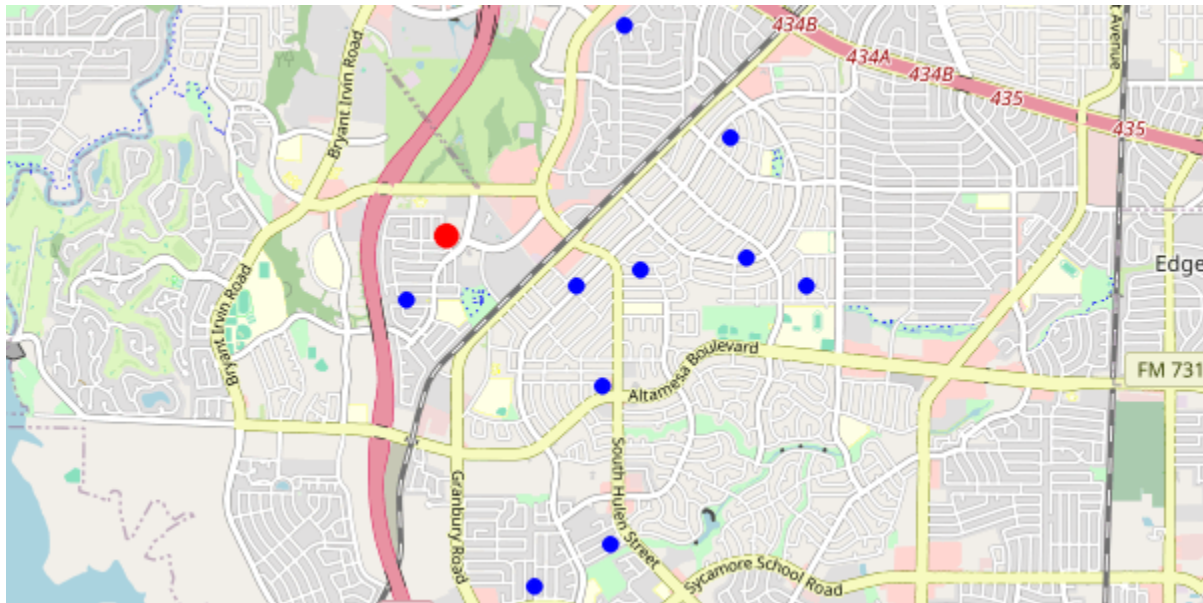 434B
434A
434B
435
435
Avenue
Bryant Irvin Road
Bryant Irvin Road
Edge
Altamesa Boulevard
FM 731
South Hulen Street
Granbury Road
Sycamore School Road